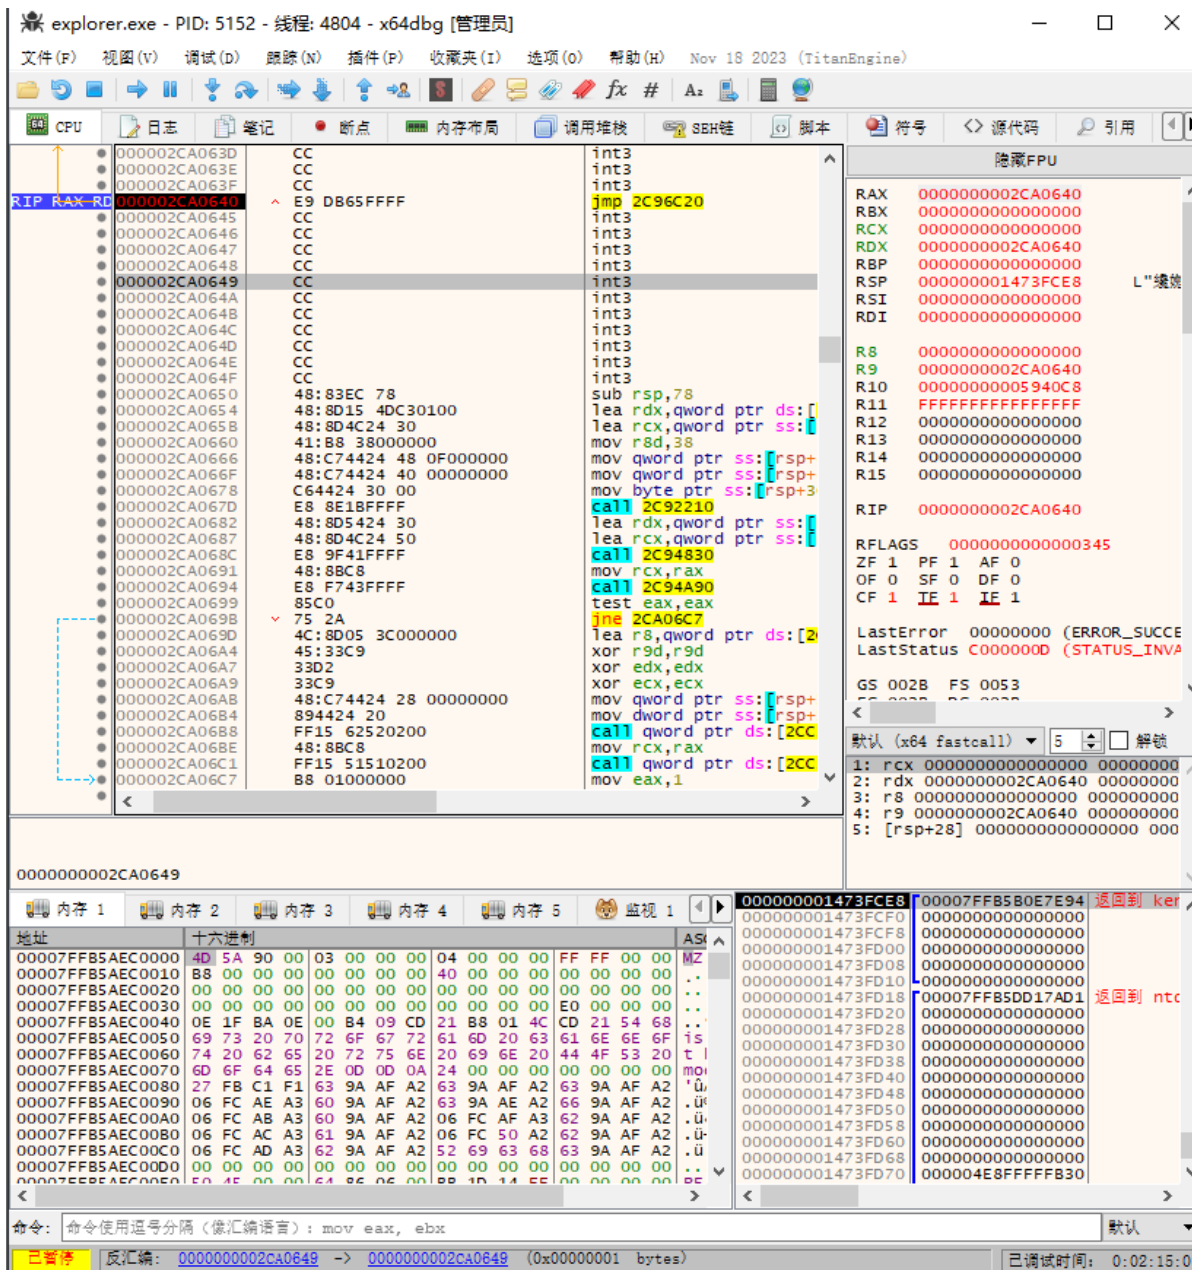 explorer.exe - PID: 5152 - 线程: 4804 - x64dbg [管理员]
文件(F) 视图(V) 调试(D) 跟踪(N) 插件(P) 收藏夹(I) 选项(O) 帮助(H) Nov 18 2023 (TitanEngine)
CPU 日志 笔记 断点 内存布局 调用堆栈 SEH链 脚本 符号 源代码 引用
000002CA063D CC int3
000002CA063E CC int3
000002CA063F CC int3
RIP RAX RD 000002CA0640 E9 DB65FFFF jmp 2C96C20
000002CA0645 CC int3
000002CA0646 CC int3
000002CA0647 CC int3
000002CA0648 CC int3
000002CA0649 CC int3
000002CA064A CC int3
000002CA064B CC int3
000002CA064C CC int3
000002CA064D CC int3
000002CA064E CC int3
000002CA064F CC int3
000002CA0650 48:83EC 78 sub rsp,78
000002CA0654 48:8D15 4DC30100 lea rdx,qword ptr ds:[
000002CA065B 48:8D4C24 30 lea rcx,qword ptr ss:[
000002CA0660 41:B8 38000000 mov r8d,38
000002CA0666 48:C74424 48 0F000000 mov qword ptr ss:[rsp+
000002CA066F 48:C74424 40 00000000 mov qword ptr ss:[rsp+
000002CA0678 C64424 30 00 mov byte ptr ss:[rsp+3
000002CA067D E8 8E1BFFFF call 2C92210
000002CA0682 48:8D5424 30 lea rdx,qword ptr ss:[
000002CA0687 48:8D4C24 50 lea rcx,qword ptr ss:[
000002CA068C E8 9F41FFFF call 2C94830
000002CA0691 48:8BC8 mov rcx,rax
000002CA0694 E8 F743FFFF call 2C94A90
000002CA0699 85C0 test eax,eax
000002CA069B 75 2A jne 2CA06C7
000002CA069D 4C:8D05 3C000000 lea r8,qword ptr ds:[2
000002CA06A4 45:33C9 xor r9d,r9d
000002CA06A7 33D2 xor edx,edx
000002CA06A9 33C9 xor ecx,ecx
000002CA06AB 48:C74424 28 00000000 mov qword ptr ss:[rsp+
000002CA06B4 894424 20 mov dword ptr ss:[rsp+
000002CA06B8 FF15 62520200 call qword ptr ds:[2CC
000002CA06BE 48:8BC8 mov rcx,rax
000002CA06C1 FF15 51510200 call qword ptr ds:[2CC
000002CA06C7 B8 01000000 mov eax,1
0000000002CA0649
隐藏FPU
RAX 0000000002CA0640
RBX 0000000000000000
RCX 0000000000000000
RDX 0000000002CA0640
RBP 0000000000000000
RSP 000000001473FCE8 L"
RSI 0000000000000000
RDI 0000000000000000
R8 0000000000000000
R9 0000000002CA0640
R10 00000000005940C8
R11 FFFFFFFFFFFFFFFF
R12 0000000000000000
R13 0000000000000000
R14 0000000000000000
R15 0000000000000000
RIP 0000000002CA0640
RFLAGS 0000000000000345
ZF 1 PF 1 AF 0
OF 0 SF 0 DF 0
CF 1 TF 1 IF 1
LastError 00000000 (ERROR_SUCCE
LastStatus C000000D (STATUS_INVA
GS 002B FS 0053
默认 (x64 fastcall) 5 解锁
1: rcx 0000000000000000 00000000
2: rdx 0000000002CA0640 00000000
3: r8 0000000000000000 000000000
4: r9 0000000002CA0640 000000000
5: [rsp+28] 0000000000000000 000
内存 1 内存 2 内存 3 内存 4 内存 5 监视 1
地址 十六进制 ASC
00007FFB5AEC0000 4D 5A 90 00 03 00 00 00 04 00 00 00 FF FF 00 00 MZ
00007FFB5AEC0010 B8 00 00 00 00 00 00 00 40 00 00 00 00 00 00 00 ..
00007FFB5AEC0020 00 00 00 00 00 00 00 00 00 00 00 00 00 00 00 00 ..
00007FFB5AEC0030 00 00 00 00 00 00 00 00 00 00 00 00 E0 00 00 00 ..
00007FFB5AEC0040 0E 1F BA 0E 00 B4 09 CD 21 B8 01 4C CD 21 54 68 ..
00007FFB5AEC0050 69 73 20 70 72 6F 67 72 61 6D 20 63 61 6E 6E 6F is
00007FFB5AEC0060 74 20 62 65 20 72 75 6E 20 69 6E 20 44 4F 53 20 t
00007FFB5AEC0070 6D 6F 64 65 2E 0D 0D 0A 24 00 00 00 00 00 00 00 mo
00007FFB5AEC0080 27 FB C1 F1 63 9A AF A2 63 9A AF A2 63 9A AF A2 'û
00007FFB5AEC0090 06 FC AE A3 60 9A AF A2 63 9A AE A2 66 9A AF A2 .ü
00007FFB5AEC00A0 06 FC AB A3 60 9A AF A2 06 FC AF A3 62 9A AF A2 .ü
00007FFB5AEC00B0 06 FC AC A3 61 9A AF A2 06 FC 50 A2 62 9A AF A2 .ü
00007FFB5AEC00C0 06 FC AD A3 62 9A AF A2 52 69 63 68 63 9A AF A2 .ü
00007FFB5AEC00D0 00 00 00 00 00 00 00 00 00 00 00 00 00 00 00 00 ..
000000001473FCE8 00007FFB5B0E7E94 返回到 ker
000000001473FCF0 0000000000000000
000000001473FCF8 0000000000000000
000000001473FD00 0000000000000000
000000001473FD08 0000000000000000
000000001473FD10 0000000000000000
000000001473FD18 00007FFB5DD17AD1 返回到 ntd
000000001473FD20 0000000000000000
000000001473FD28 0000000000000000
000000001473FD30 0000000000000000
000000001473FD38 0000000000000000
000000001473FD40 0000000000000000
000000001473FD48 0000000000000000
000000001473FD50 0000000000000000
000000001473FD58 0000000000000000
000000001473FD60 0000000000000000
000000001473FD68 0000000000000000
000000001473FD70 000004E8FFFFFB30
命令: 命令使用逗号分隔（像汇编语言）: mov eax, ebx 默认
已暂停 反汇编: 0000000002CA0649 -> 0000000002CA0649 (0x00000001 bytes) 已调试时间: 0:02:15:0